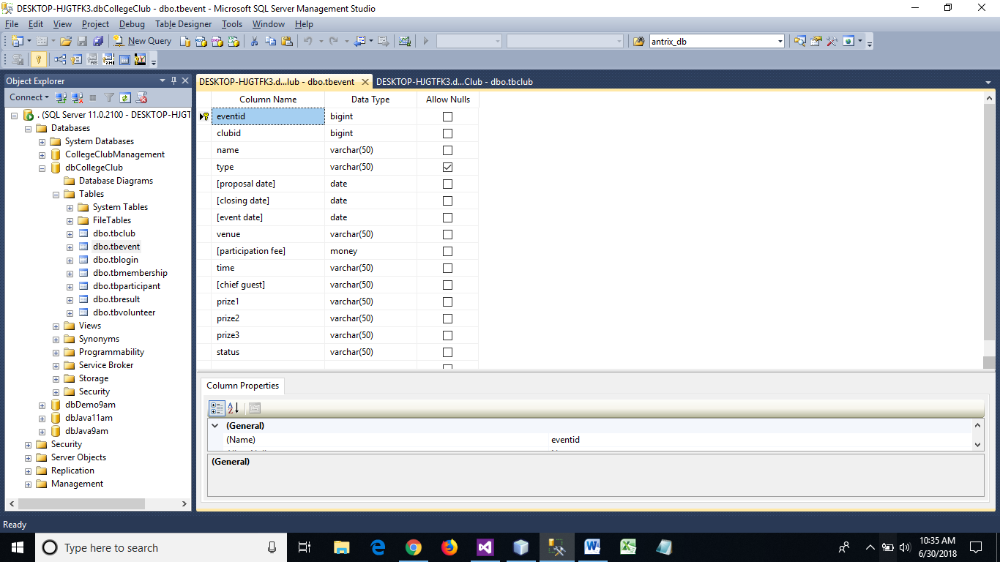 DESKTOP-HJGTFK3.dbCollegeClub - dbo.tbevent - Microsoft SQL Server Management Studio
File Edit View Project Debug Table Designer Tools Window Help
New Query antrix_db
Object Explorer
Connect
. (SQL Server 11.0.2100 - DESKTOP-HJGT
Databases
System Databases
CollegeClubManagement
dbCollegeClub
Database Diagrams
Tables
System Tables
FileTables
dbo.tbclub
dbo.tbevent
dbo.tblogin
dbo.tbmembership
dbo.tbparticipant
dbo.tbresult
dbo.tbvolunteer
Views
Synonyms
Programmability
Service Broker
Storage
Security
dbDemo9am
dbJava11am
dbJava9am
Security
Server Objects
Replication
Management
DESKTOP-HJGTFK3.d...lub - dbo.tbevent DESKTOP-HJGTFK3.d...Club - dbo.tbclub
Column Name Data Type Allow Nulls
eventid bigint
clubid bigint
name varchar(50)
type varchar(50)
[proposal date] date
[closing date] date
[event date] date
venue varchar(50)
[participation fee] money
time varchar(50)
[chief guest] varchar(50)
prize1 varchar(50)
prize2 varchar(50)
prize3 varchar(50)
status varchar(50)
Column Properties
(General)
(Name) eventid
(General)
Ready
Type here to search
10:35 AM
6/30/2018